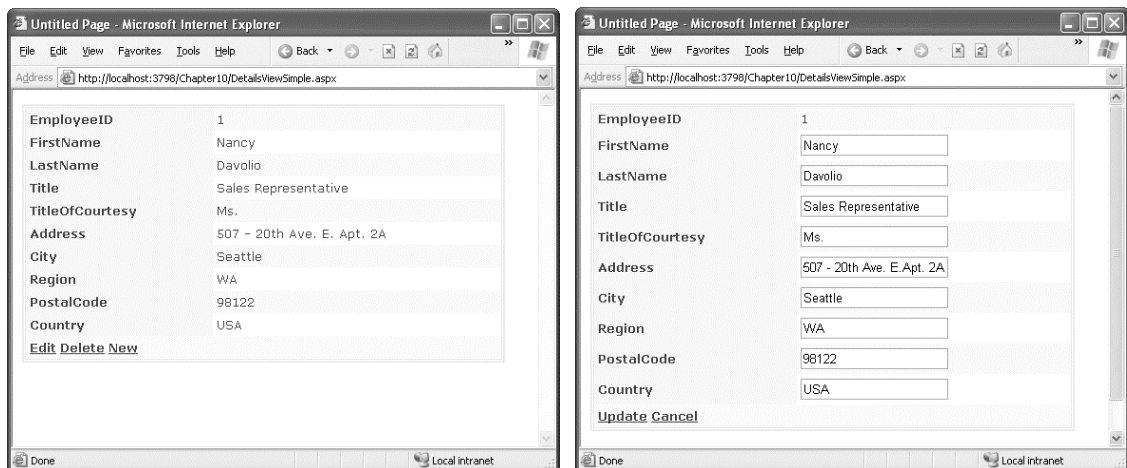 Untitled Page - Microsoft Internet Explorer
File Edit View Favorites Tools Help Back
Address http://localhost:3798/Chapter10/DetailsViewSimple.aspx
EmployeeID 1
FirstName Nancy
LastName Davolio
Title Sales Representative
TitleOfCourtesy Ms.
Address 507 - 20th Ave. E. Apt. 2A
City Seattle
Region WA
PostalCode 98122
Country USA
Edit Delete New
Done Local intranet
Untitled Page - Microsoft Internet Explorer
File Edit View Favorites Tools Help Back
Address http://localhost:3798/Chapter10/DetailsViewSimple.aspx
EmployeeID 1
FirstName Nancy
LastName Davolio
Title Sales Representative
TitleOfCourtesy Ms.
Address 507 - 20th Ave. E.Apt. 2A
City Seattle
Region WA
PostalCode 98122
Country USA
Update Cancel
Done Local intranet